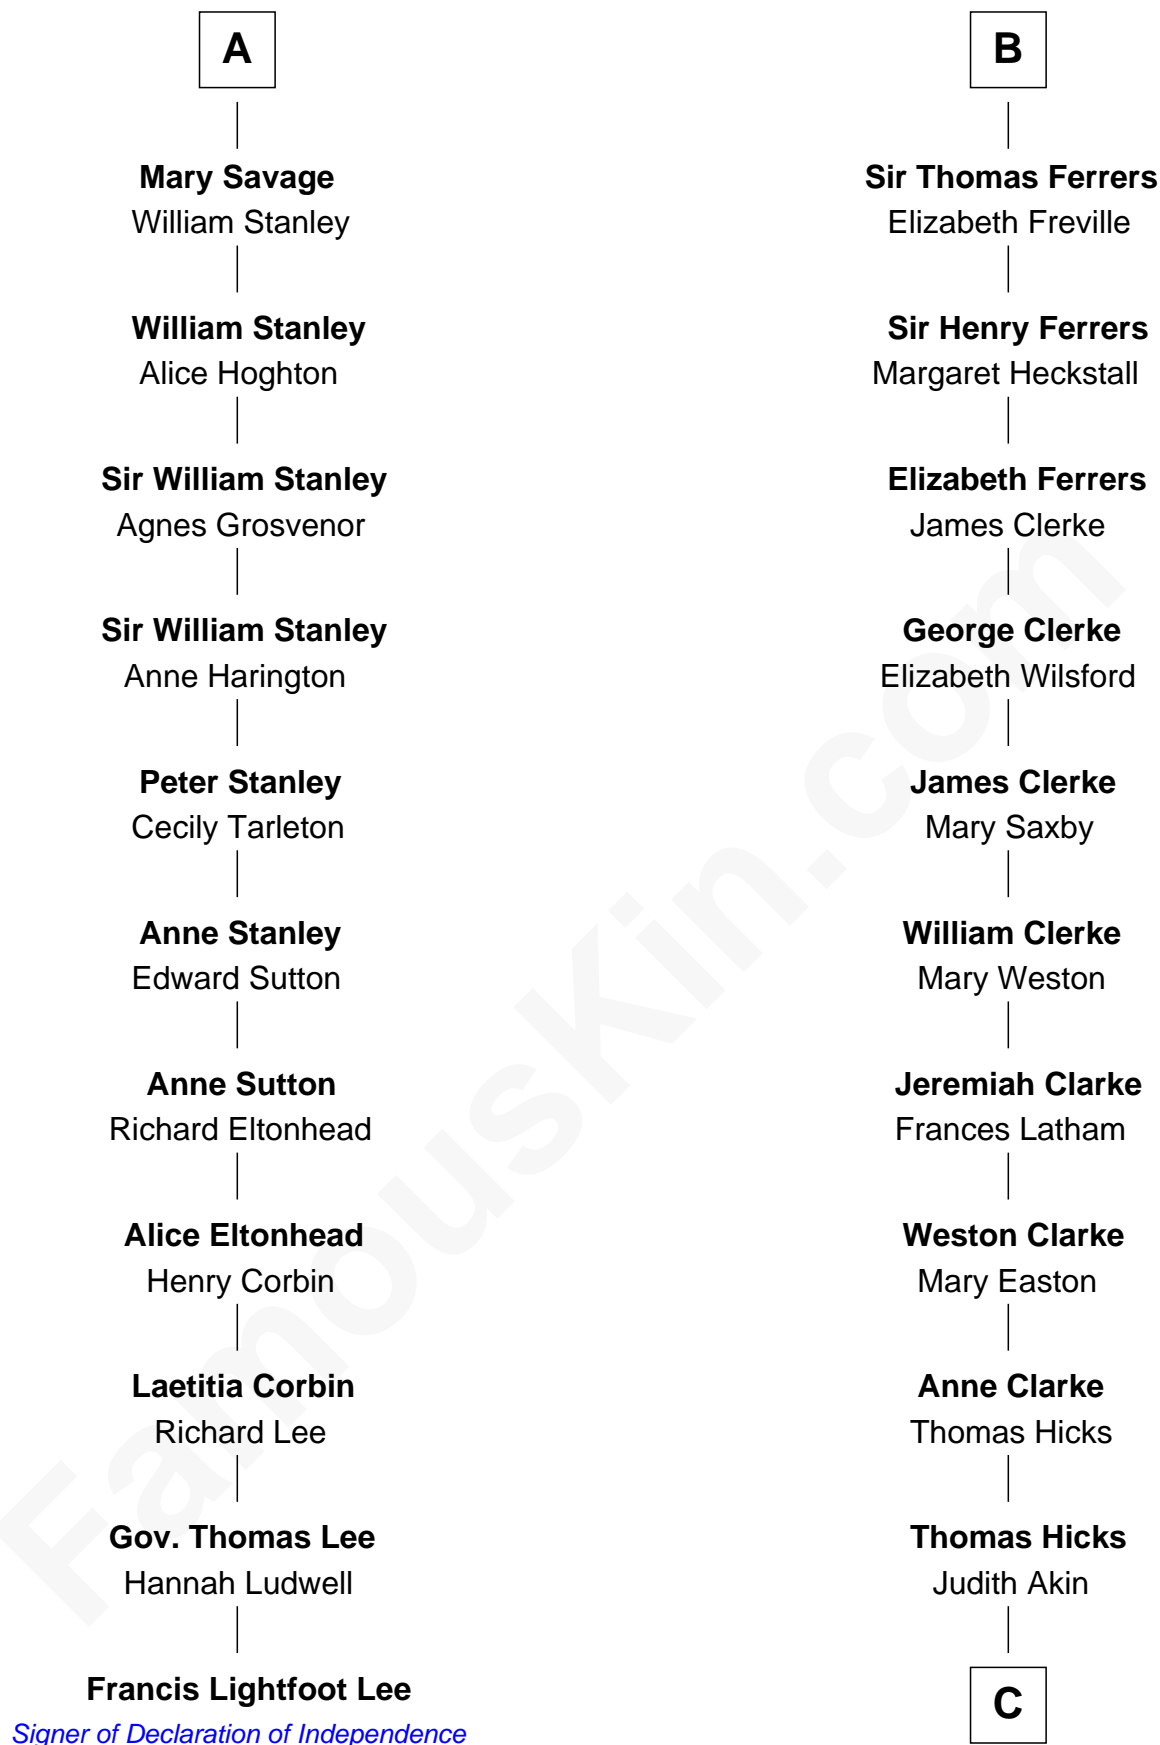 A
Mary Savage
William Stanley
William Stanley
Alice Hoghton
Sir William Stanley
Agnes Grosvenor
Sir William Stanley
Anne Harington
Peter Stanley
Cecily Tarleton
Anne Stanley
Edward Sutton
Anne Sutton
Richard Eltonhead
Alice Eltonhead
Henry Corbin
Laetitia Corbin
Richard Lee
Gov. Thomas Lee
Hannah Ludwell
Francis Lightfoot Lee
Signer of Declaration of Independence
B
Sir Thomas Ferrers
Elizabeth Freville
Sir Henry Ferrers
Margaret Heckstall
Elizabeth Ferrers
James Clerke
George Clerke
Elizabeth Wilsford
James Clerke
Mary Saxby
William Clerke
Mary Weston
Jeremiah Clarke
Frances Latham
Weston Clarke
Mary Easton
Anne Clarke
Thomas Hicks
Thomas Hicks
Judith Akin
C
FamousKin.com